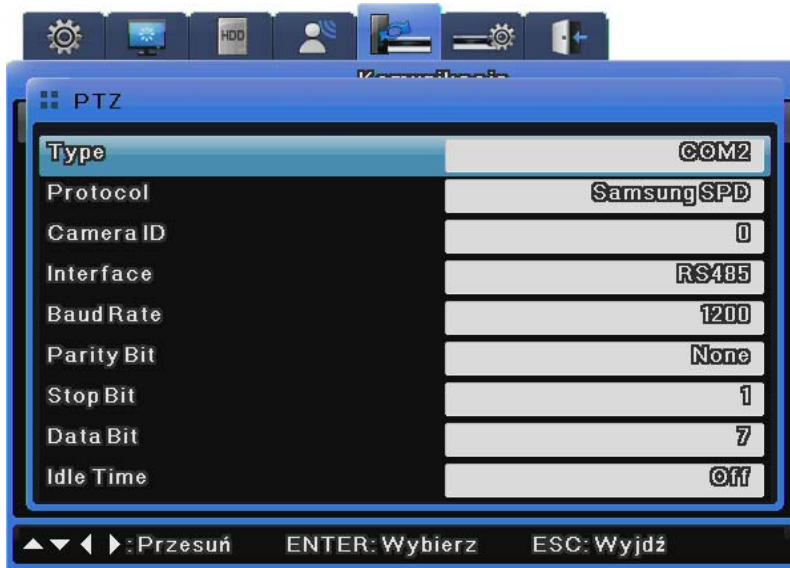 HDD
Komunikacja
PTZ
Type COM2
Protocol Samsung SPD
Camera ID 0
Interface RS485
Baud Rate 1200
Parity Bit None
Stop Bit 1
Data Bit 7
Idle Time Off
:Przesuń ENTER:Wybierz ESC:Wyjdź